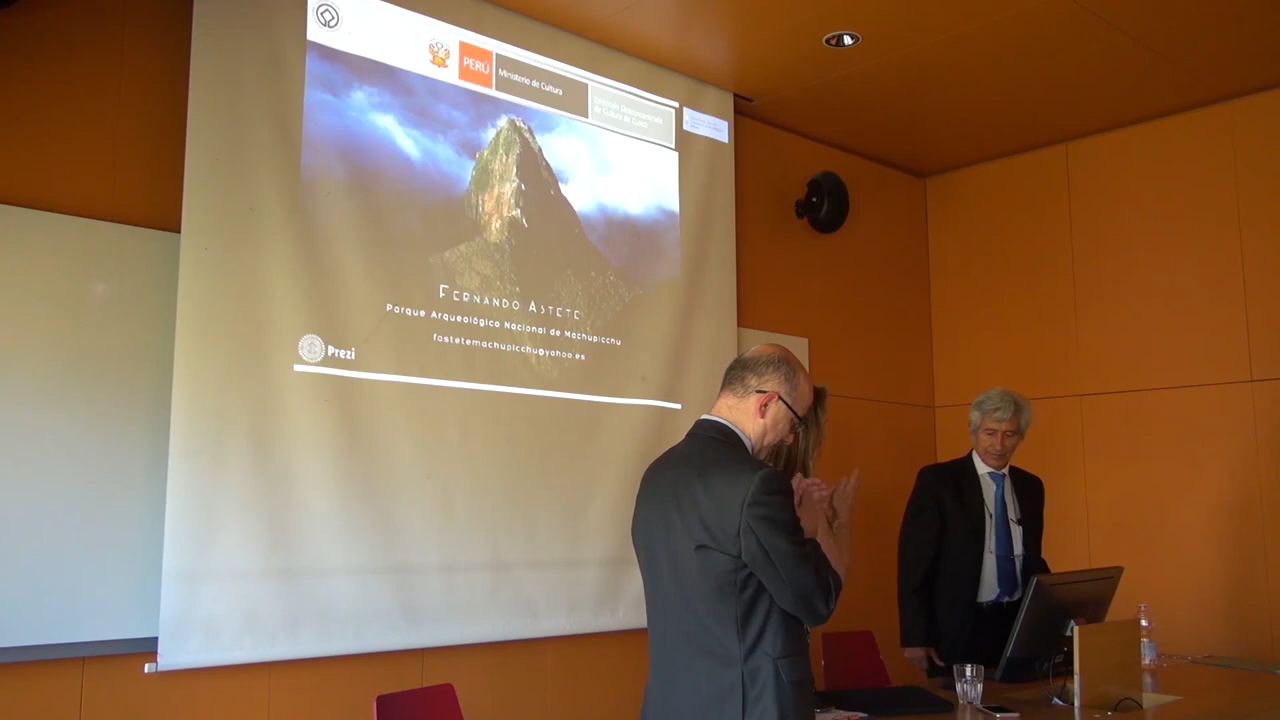 PERÚ
Ministerio de Cultura
Dirección Desconcentrada
de Cultura de Cusco
FERNANDO ASTETE
Parque Arqueológico Nacional de Machupicchu
fastetemachupicchu@yahoo.es
Prezi